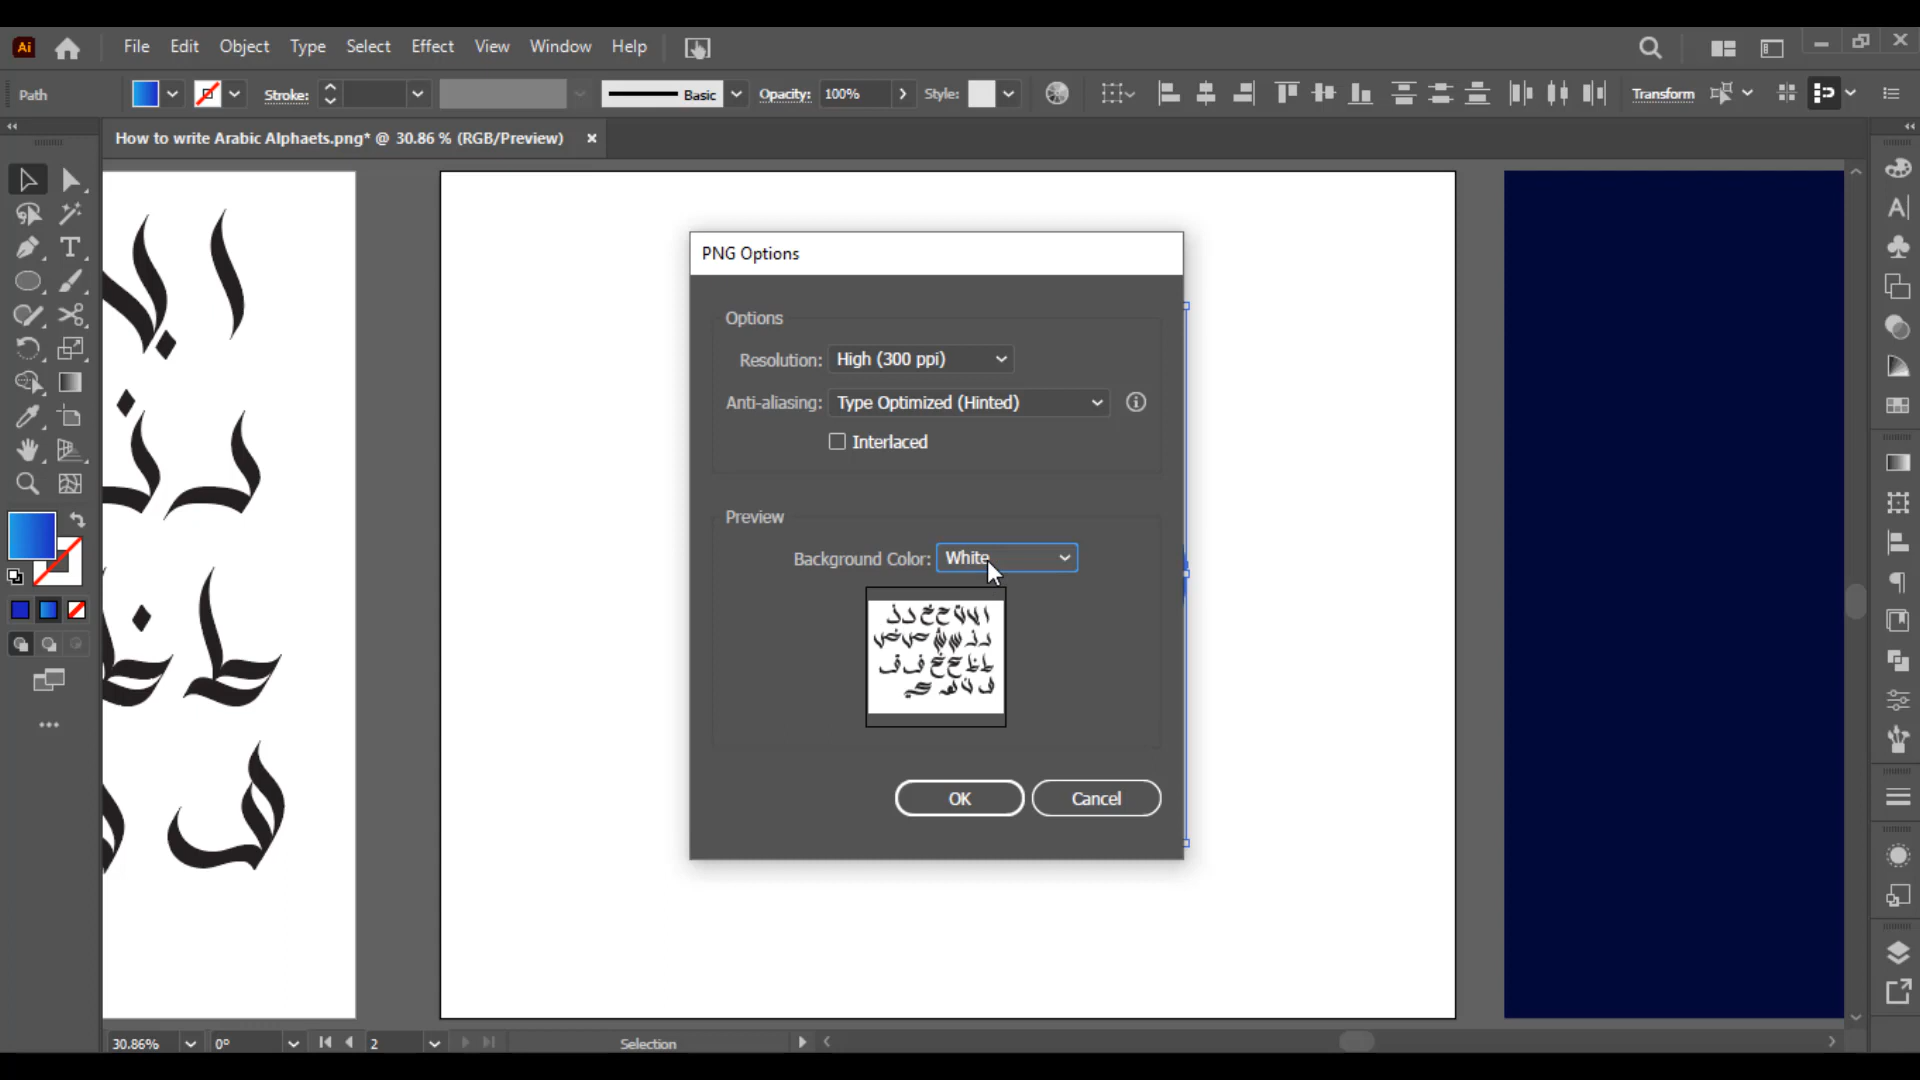 Ai File Edit Object Type Select Effect View Window Help
Path Stroke: Basic Opacity: 100% Style: Transform
How to write Arabic Alphaets.png* @ 30.86 % (RGB/Preview)
PNG Options
Options
Resolution: High (300 ppi)
Anti-aliasing: Type Optimized (Hinted)
Interlaced
Preview
Background Color: White
OK Cancel
30.86% 0° 2 Selection